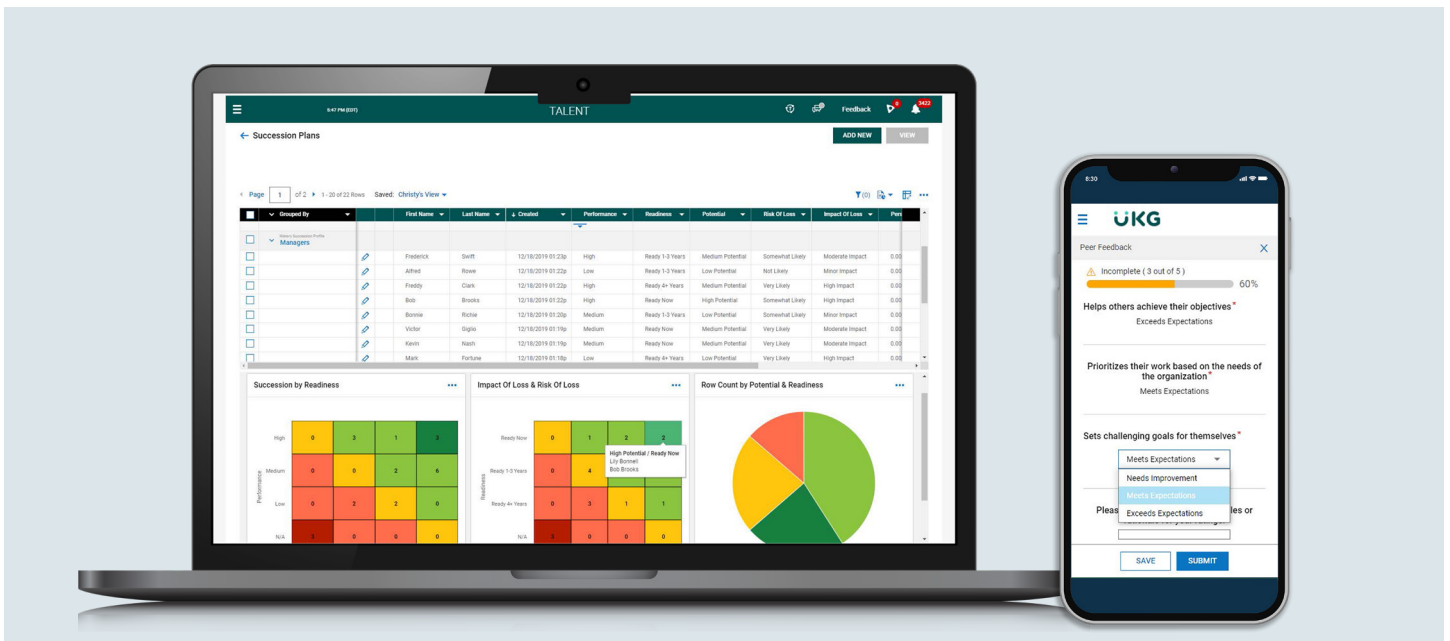 9:47 PM (EDT) TALENT Feedback 0 3422
Succession Plans ADD NEW VIEW
Page 1 of 2 1 - 20 of 22 Rows Saved: Christy's View (0)
Grouped By First Name Last Name Created Performance Readiness Potential Risk Of Loss Impact Of Loss
Managers
Frederick Swift 12/18/2019 01:23p High Ready 1-3 Years Medium Potential Somewhat Likely Moderate Impact 0.00
Alfred Rowe 12/18/2019 01:22p Low Ready 1-3 Years Low Potential Not Likely Minor Impact 0.00
Freddy Clark 12/18/2019 01:22p High Ready 4+ Years Medium Potential Very Likely High Impact 0.00
Bob Brooks 12/18/2019 01:22p High Ready Now High Potential Somewhat Likely High Impact 0.00
Bonnie Richie 12/18/2019 01:20p Medium Ready 1-3 Years Low Potential Somewhat Likely Minor Impact 0.00
Victor Giglio 12/18/2019 01:19p Medium Ready Now Medium Potential Very Likely Moderate Impact 0.00
Kevin Nash 12/18/2019 01:19p Medium Ready Now Medium Potential Very Likely Moderate Impact 0.00
Mark Fortune 12/18/2019 01:18p Low Ready 4+ Years Low Potential Very Likely High Impact 0.00
Succession by Readiness
Performance
High 0 3 1 3
Medium 0 0 2 6
Low 0 2 2 0
N/A 3 0 0 0
Impact Of Loss & Risk Of Loss
Readiness
Ready Now 0 1 2 2
High Potential / Ready Now
Lily Bonnell
Bob Brooks
Ready 1-3 Years 0 4
Ready 4+ Years 0 3 1 1
N/A 3 0 0 0
Row Count by Potential & Readiness
8:30
UKG
Peer Feedback X
Incomplete ( 3 out of 5 )
60%
Helps others achieve their objectives*
Exceeds Expectations
Prioritizes their work based on the needs of
the organization*
Meets Expectations
Sets challenging goals for themselves*
Meets Expectations
Needs Improvement
Meets Expectations
Exceeds Expectations
SAVE SUBMIT